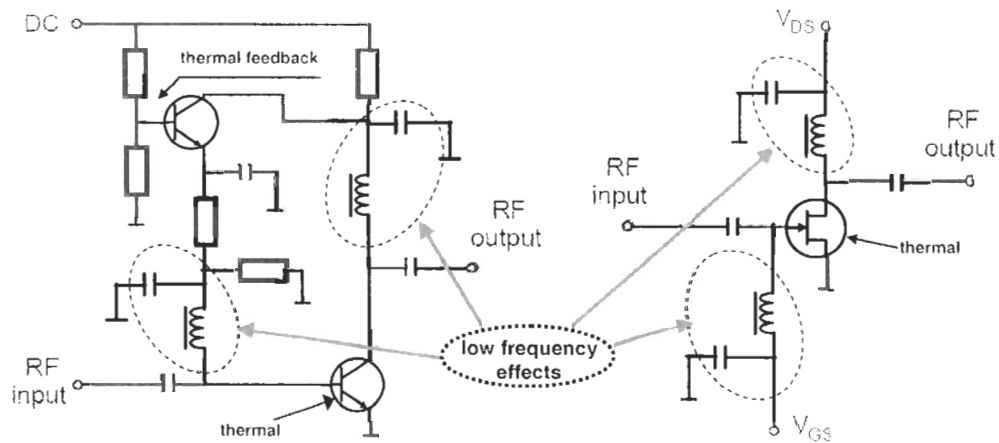 DC
thermal feedback
RF
output
RF
input
thermal
low frequency
effects
V_DS
RF
output
RF
input
thermal
V_GS